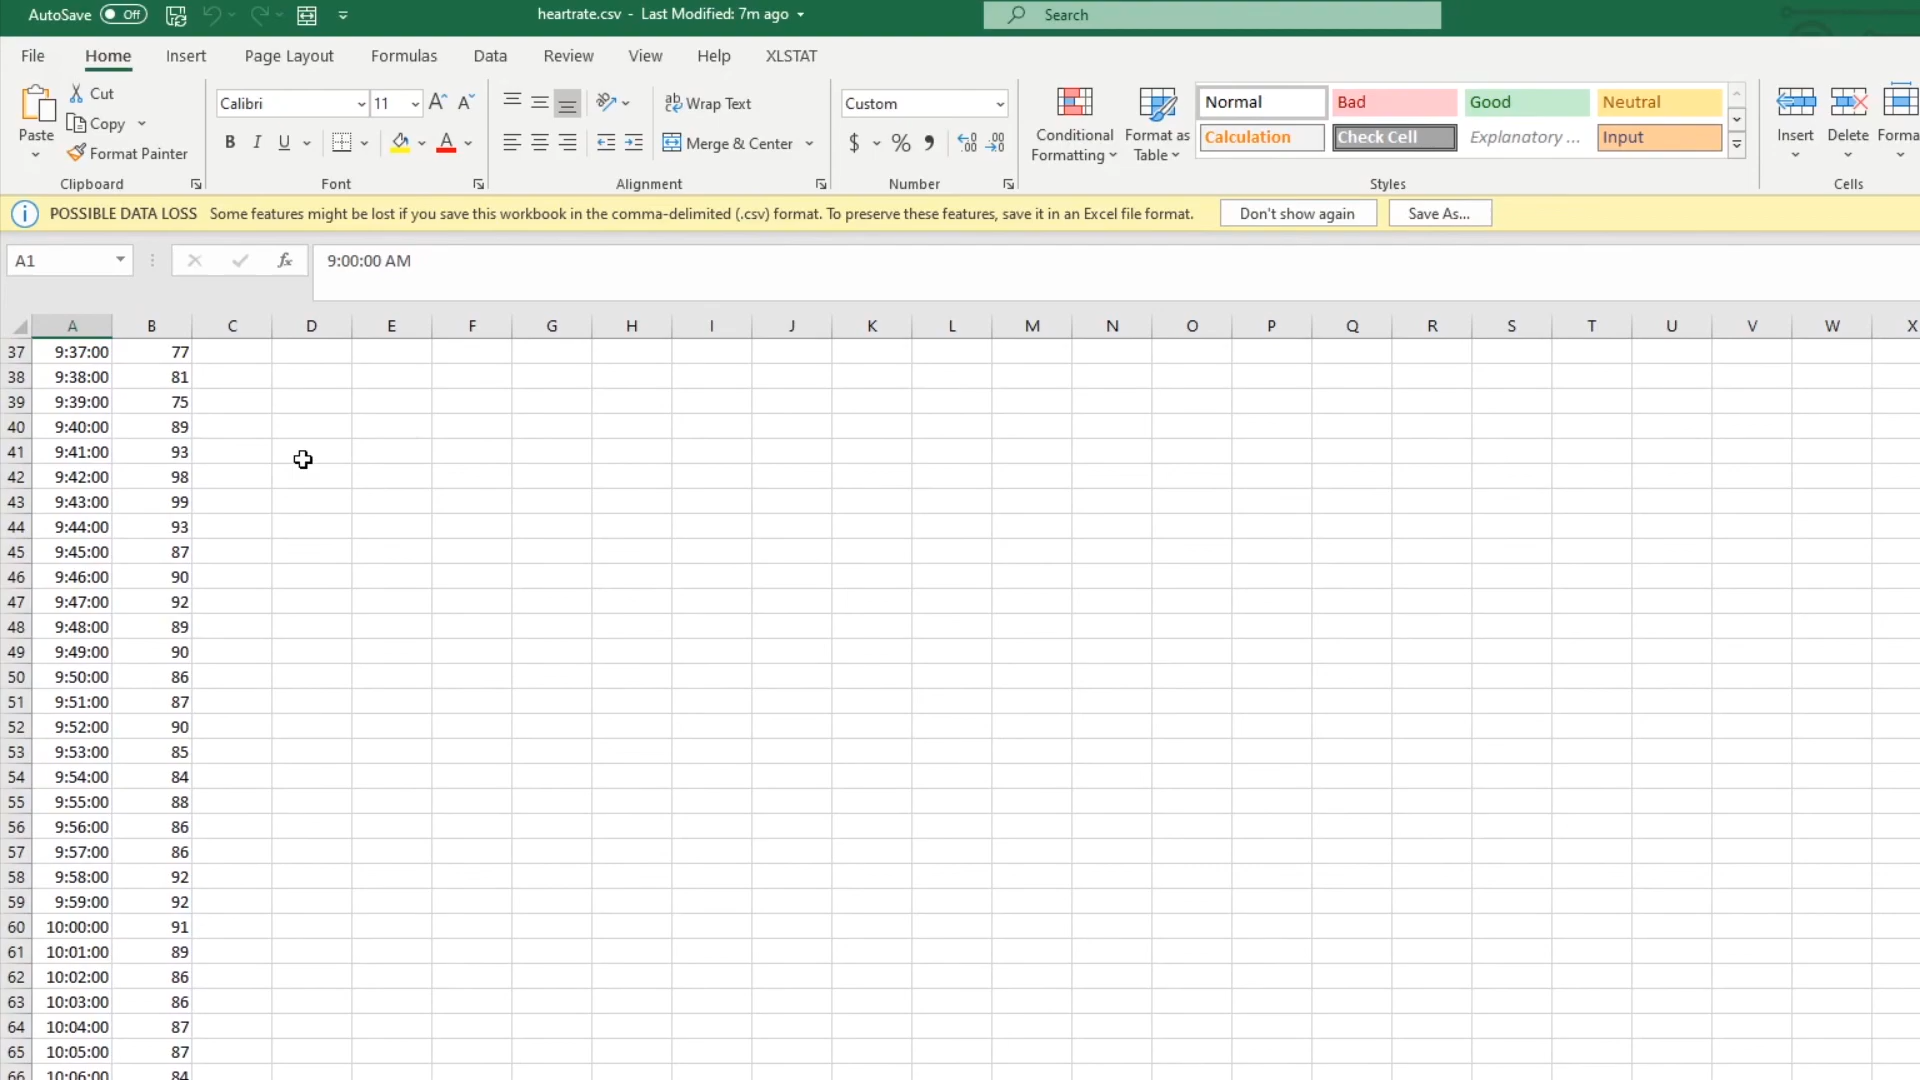 AutoSave Off heartrate.csv - Last Modified: 7m ago Search
File Home Insert Page Layout Formulas Data Review View Help XLSTAT
Paste Cut Copy Format Painter Clipboard
Calibri 11 A A B I U A Font
ab Wrap Text Merge & Center Alignment
Custom $ % Number
Conditional Formatting Format as Table
Normal Bad Good Neutral
Calculation Check Cell Explanatory ... Input
Styles
Insert Delete Forma
Cells
POSSIBLE DATA LOSS Some features might be lost if you save this workbook in the comma-delimited (.csv) format. To preserve these features, save it in an Excel file format. Don't show again Save As...
A1 fx 9:00:00 AM
A B C D E F G H I J K L M N O P Q R S T U V W X
37 9:37:00 77
38 9:38:00 81
39 9:39:00 75
40 9:40:00 89
41 9:41:00 93
42 9:42:00 98
43 9:43:00 99
44 9:44:00 93
45 9:45:00 87
46 9:46:00 90
47 9:47:00 92
48 9:48:00 89
49 9:49:00 90
50 9:50:00 86
51 9:51:00 87
52 9:52:00 90
53 9:53:00 85
54 9:54:00 84
55 9:55:00 88
56 9:56:00 86
57 9:57:00 86
58 9:58:00 92
59 9:59:00 92
60 10:00:00 91
61 10:01:00 89
62 10:02:00 86
63 10:03:00 86
64 10:04:00 87
65 10:05:00 87
66 10:06:00 84